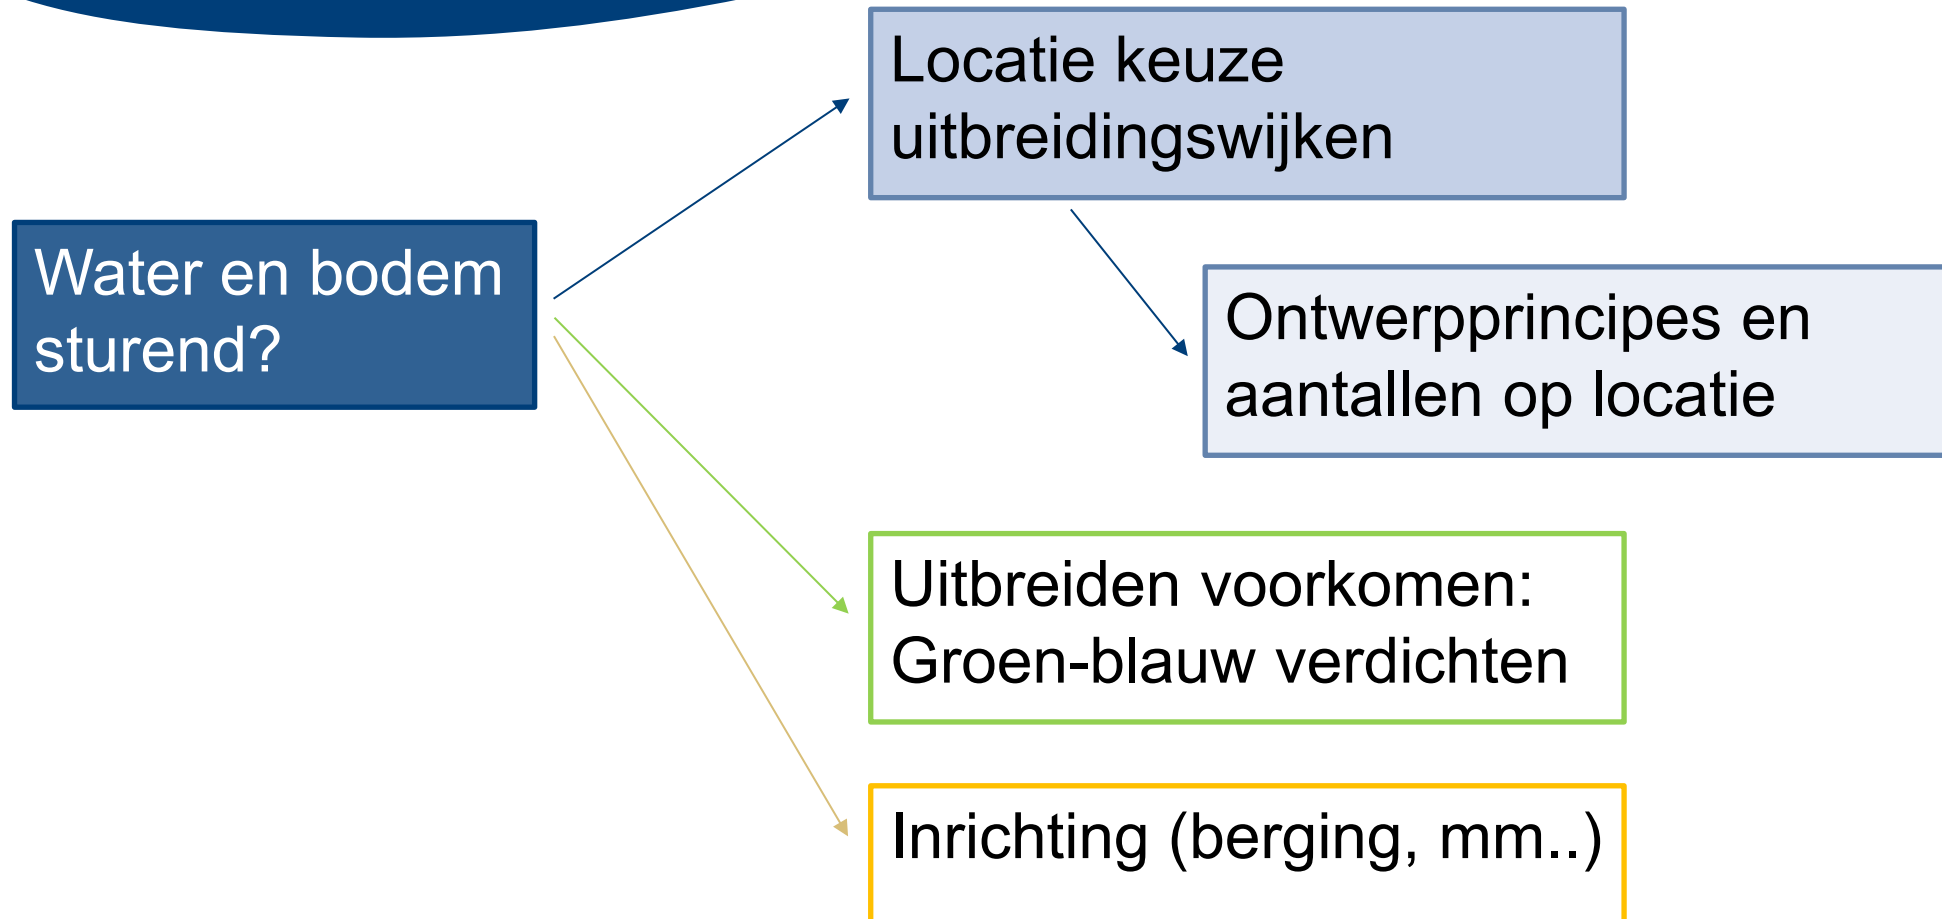 Locatie keuze
uitbreidingswijken
Water en bodem
sturend?
Ontwerpprincipes en
aantallen op locatie
Uitbreiden voorkomen:
Groen-blauw verdichten
Inrichting (berging, mm..)